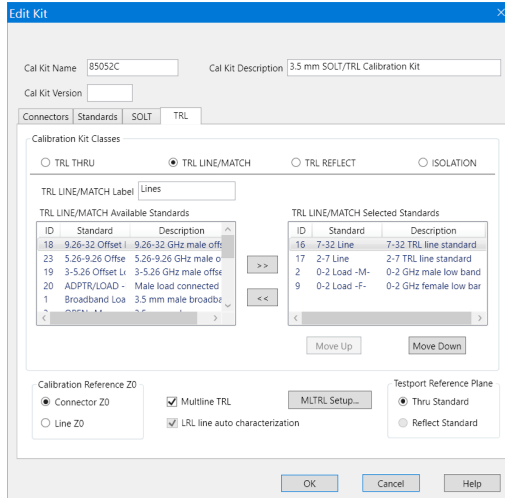 Edit Kit
Cal Kit Name 85052C Cal Kit Description 3.5 mm SOLT/TRL Calibration Kit
Cal Kit Version
Connectors Standards SOLT TRL
Calibration Kit Classes
TRL THRU TRL LINE/MATCH TRL REFLECT ISOLATION
TRL LINE/MATCH Label Lines
TRL LINE/MATCH Available Standards
ID Standard Description
18 9.26-32 Offset 9.26-32 GHz male offs
23 5.26-9.26 Offse 5.26-9.26 GHz male o
19 3-5.26 Offset Lo 3-5.26 GHz male offse
20 ADPTR/LOAD - Male load connected
1 Broadband Loa 3.5 mm male broadba
>>
<<
TRL LINE/MATCH Selected Standards
ID Standard Description
16 7-32 Line 7-32 TRL line standard
17 2-7 Line 2-7 TRL line standard
2 0-2 Load -M- 0-2 GHz male low band
9 0-2 Load -F- 0-2 GHz female low bar
Move Up Move Down
Calibration Reference Z0
Connector Z0
Line Z0
Multline TRL
LRL line auto characterization
MLTRL Setup...
Testport Reference Plane
Thru Standard
Reflect Standard
OK Cancel Help